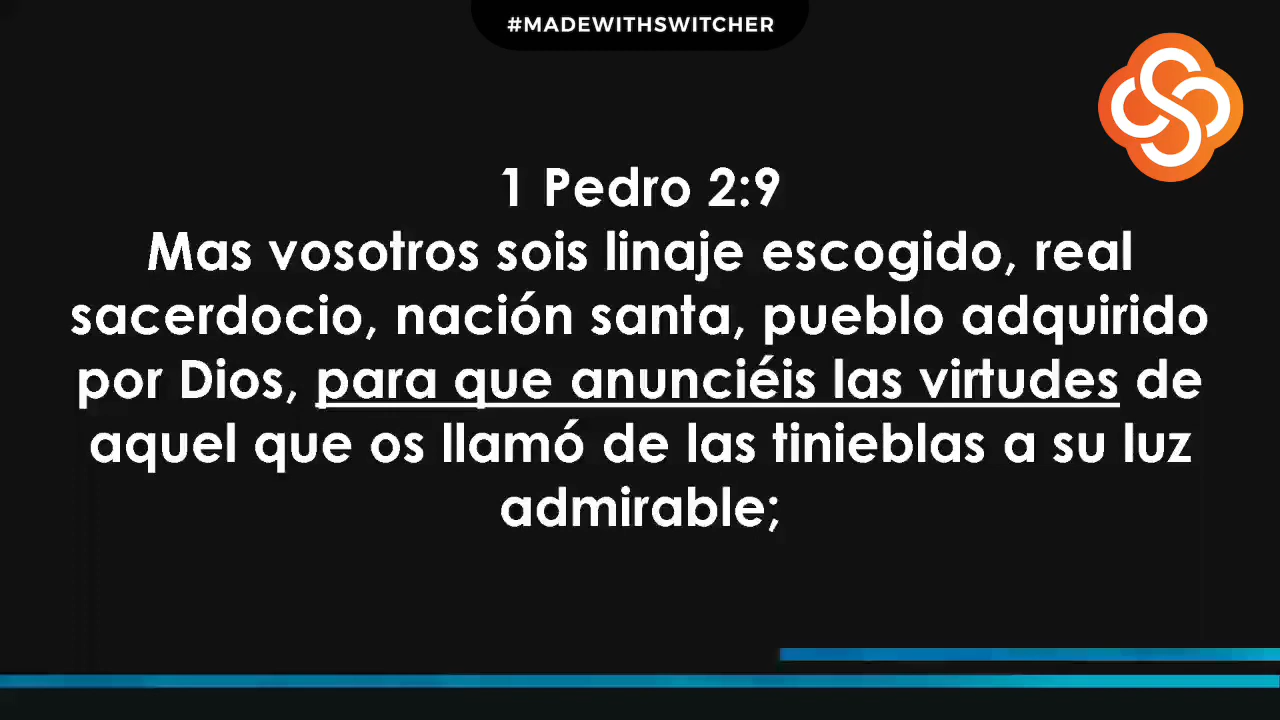 #MADEWITHSWITCHER
1 Pedro 2:9
Mas vosotros sois linaje escogido, real
sacerdocio, nación santa, pueblo adquirido
por Dios, para que anunciéis las virtudes de
aquel que os llamó de las tinieblas a su luz
admirable;